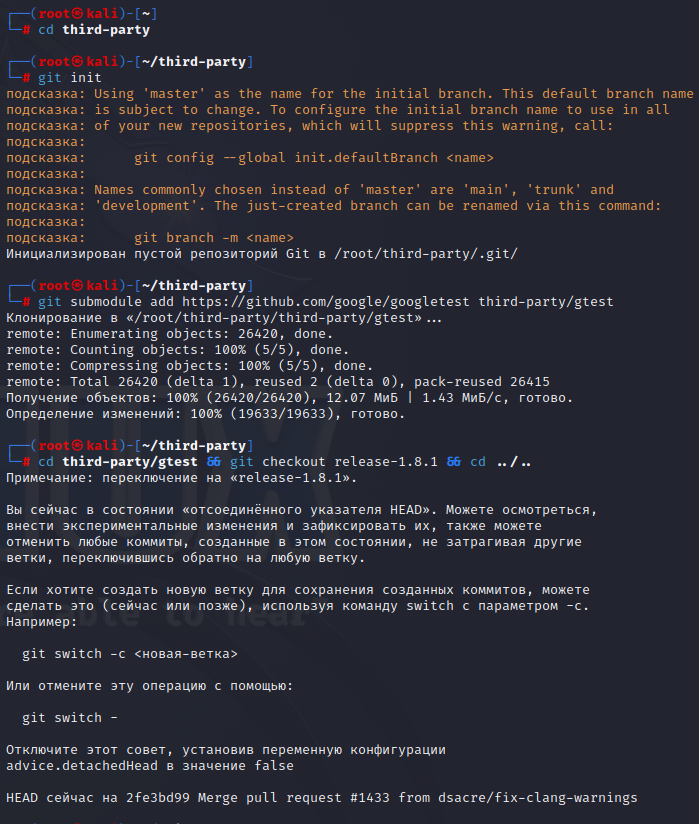 ┌──(root㉿kali)-[~]
└─# cd third-party
┌──(root㉿kali)-[~/third-party]
└─# git init
подсказка: Using 'master' as the name for the initial branch. This default branch name
подсказка: is subject to change. To configure the initial branch name to use in all
подсказка: of your new repositories, which will suppress this warning, call:
подсказка:
подсказка:      git config --global init.defaultBranch <name>
подсказка:
подсказка: Names commonly chosen instead of 'master' are 'main', 'trunk' and
подсказка: 'development'. The just-created branch can be renamed via this command:
подсказка:
подсказка:      git branch -m <name>
Инициализирован пустой репозиторий Git в /root/third-party/.git/
┌──(root㉿kali)-[~/third-party]
└─# git submodule add https://github.com/google/googletest third-party/gtest
Клонирование в «/root/third-party/third-party/gtest»...
remote: Enumerating objects: 26420, done.
remote: Counting objects: 100% (5/5), done.
remote: Compressing objects: 100% (5/5), done.
remote: Total 26420 (delta 1), reused 2 (delta 0), pack-reused 26415
Получение объектов: 100% (26420/26420), 12.07 МиБ | 1.43 МиБ/с, готово.
Определение изменений: 100% (19633/19633), готово.
┌──(root㉿kali)-[~/third-party]
└─# cd third-party/gtest && git checkout release-1.8.1 && cd ../..
Примечание: переключение на «release-1.8.1».
Вы сейчас в состоянии «отсоединённого указателя HEAD». Можете осмотреться,
внести экспериментальные изменения и зафиксировать их, также можете
отменить любые коммиты, созданные в этом состоянии, не затрагивая другие
ветки, переключившись обратно на любую ветку.
Если хотите создать новую ветку для сохранения созданных коммитов, можете
сделать это (сейчас или позже), используя команду switch с параметром -c.
Например:
  git switch -c <новая-ветка>
Или отмените эту операцию с помощью:
  git switch -
Отключите этот совет, установив переменную конфигурации
advice.detachedHead в значение false
HEAD сейчас на 2fe3bd99 Merge pull request #1433 from dsacre/fix-clang-warnings